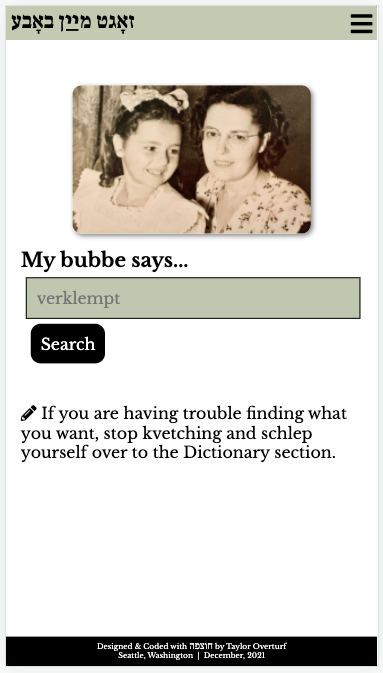 זאָגט מײַן באָבע
My bubbe says...
verklempt
Search
If you are having trouble finding what
you want, stop kvetching and schlep
yourself over to the Dictionary section.
Designed & Coded with חוצפה by Taylor Overturf
Seattle, Washington | December, 2021